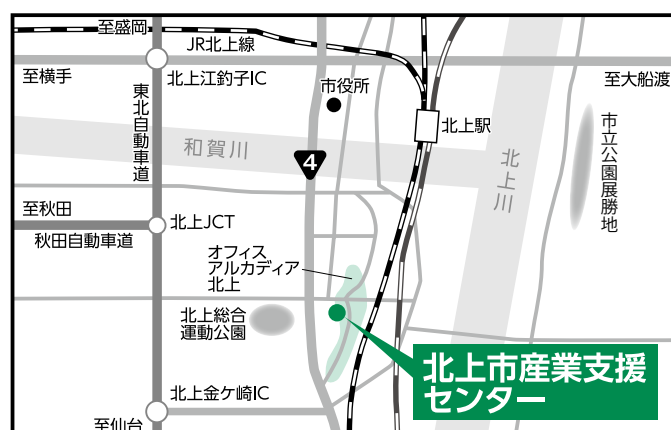 至盛岡
JR北上線
至横手
北上江釣子IC
市役所
至大船渡
東北自動車道
北上駅
和賀川
4
北上川
市立公園展勝地
至秋田
北上JCT
秋田自動車道
オフィス
アルカディア
北上
北上総合
運動公園
北上市産業支援
センター
北上金ケ崎IC
至仙台